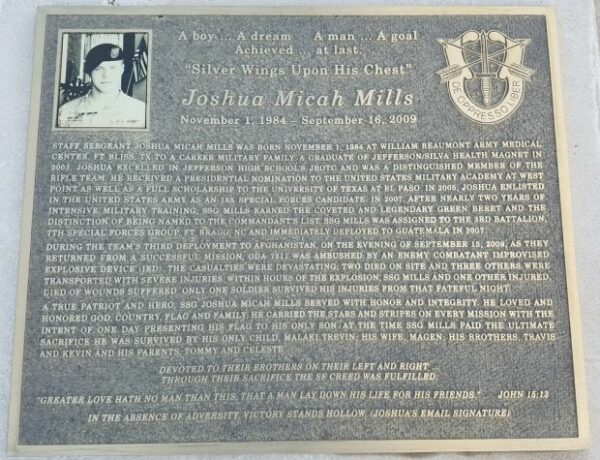 A boy ... A dream A man ... A goal
Achieved ... at last.
"Silver Wings Upon His Chest"
Joshua Micah Mills
November 1, 1984 – September 16, 2009
DE OPPRESSO LIBER
U.S. ARMY
STAFF SERGEANT JOSHUA MICAH MILLS WAS BORN NOVEMBER 1, 1984 AT WILLIAM BEAUMONT ARMY MEDICAL
CENTER, FT BLISS, TX TO A CAREER MILITARY FAMILY. A GRADUATE OF JEFFERSON/SILVA HEALTH MAGNET IN
2003, JOSHUA EXCELLED IN JEFFERSON HIGH SCHOOL'S JROTC AND WAS A DISTINGUISHED MEMBER OF THE
RIFLE TEAM. HE RECEIVED A PRESIDENTIAL NOMINATION TO THE UNITED STATES MILITARY ACADEMY AT WEST
POINT AS WELL AS A FULL SCHOLARSHIP TO THE UNIVERSITY OF TEXAS AT EL PASO. IN 2005, JOSHUA ENLISTED
IN THE UNITED STATES ARMY AS AN 18X SPECIAL FORCES CANDIDATE. IN 2007, AFTER NEARLY TWO YEARS OF
INTENSIVE MILITARY TRAINING, SSG MILLS EARNED THE COVETED AND LEGENDARY GREEN BERET AND THE
DISTINCTION OF BEING NAMED TO THE COMMANDANT'S LIST. SSG MILLS WAS ASSIGNED TO THE 3RD BATTALION,
7TH SPECIAL FORCES GROUP, FT. BRAGG NC AND IMMEDIATELY DEPLOYED TO GUATEMALA IN 2007.
DURING THE TEAM'S THIRD DEPLOYMENT TO AFGHANISTAN, ON THE EVENING OF SEPTEMBER 15, 2009, AS THEY
RETURNED FROM A SUCCESSFUL MISSION, ODA 7311 WAS AMBUSHED BY AN ENEMY COMBATANT IMPROVISED
EXPLOSIVE DEVICE (IED). THE CASUALTIES WERE DEVASTATING; TWO DIED ON SITE AND THREE OTHERS WERE
TRANSPORTED WITH SEVERE INJURIES. WITHIN HOURS OF THE EXPLOSION, SSG MILLS AND ONE OTHER INJURED,
DIED OF WOUNDS SUFFERED. ONLY ONE SOLDIER SURVIVED HIS INJURIES FROM THAT FATEFUL NIGHT.
A TRUE PATRIOT AND HERO, SSG JOSHUA MICAH MILLS SERVED WITH HONOR AND INTEGRITY. HE LOVED AND
HONORED GOD, COUNTRY, FLAG AND FAMILY. HE CARRIED THE STARS AND STRIPES ON EVERY MISSION WITH THE
INTENT OF ONE DAY PRESENTING HIS FLAG TO HIS ONLY SON. AT THE TIME SSG MILLS PAID THE ULTIMATE
SACRIFICE HE WAS SURVIVED BY HIS ONLY CHILD, MALAKI TREVIN; HIS WIFE, MAGEN; HIS BROTHERS, TRAVIS
AND KEVIN AND HIS PARENTS, TOMMY AND CELESTE.
DEVOTED TO THEIR BROTHERS ON THEIR LEFT AND RIGHT ...
THROUGH THEIR SACRIFICE THE SF CREED WAS FULFILLED.
"GREATER LOVE HATH NO MAN THAN THIS, THAT A MAN LAY DOWN HIS LIFE FOR HIS FRIENDS." JOHN 15:13
IN THE ABSENCE OF ADVERSITY, VICTORY STANDS HOLLOW. (JOSHUA'S EMAIL SIGNATURE)